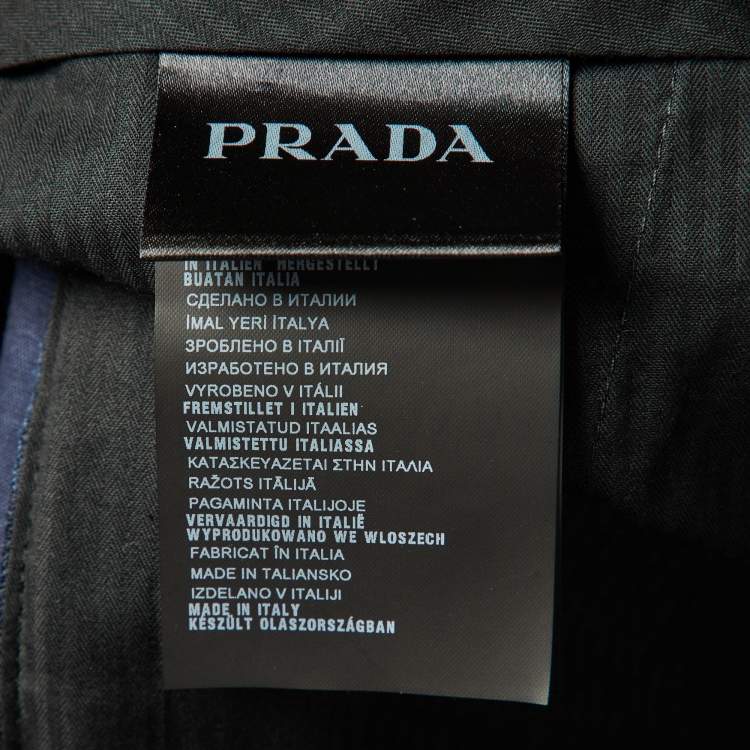 PRADA
IN ITALIEN HERGESTELLT
BUATAN ITALIA
СДЕЛАНО В ИТАЛИИ
İMAL YERİ İTALYA
ЗРОБЛЕНО В ІТАЛІЇ
ИЗРАБОТЕНО В ИТАЛИЯ
VYROBENO V ITÁLII
FREMSTILLET I ITALIEN
VALMISTATUD ITAALIAS
VALMISTETTU ITALIASSA
ΚΑΤΑΣΚΕΥΑΖΕΤΑΙ ΣΤΗΝ ΙΤΑΛΙΑ
RAŽOTS ITĀLIJĀ
PAGAMINTA ITALIJOJE
VERVAARDIGD IN ITALIË
WYPRODUKOWANO WE WLOSZECH
FABRICAT ÎN ITALIA
MADE IN TALIANSKO
IZDELANO V ITALIJI
MADE IN ITALY
KÉSZÜLT OLASZORSZÁGBAN